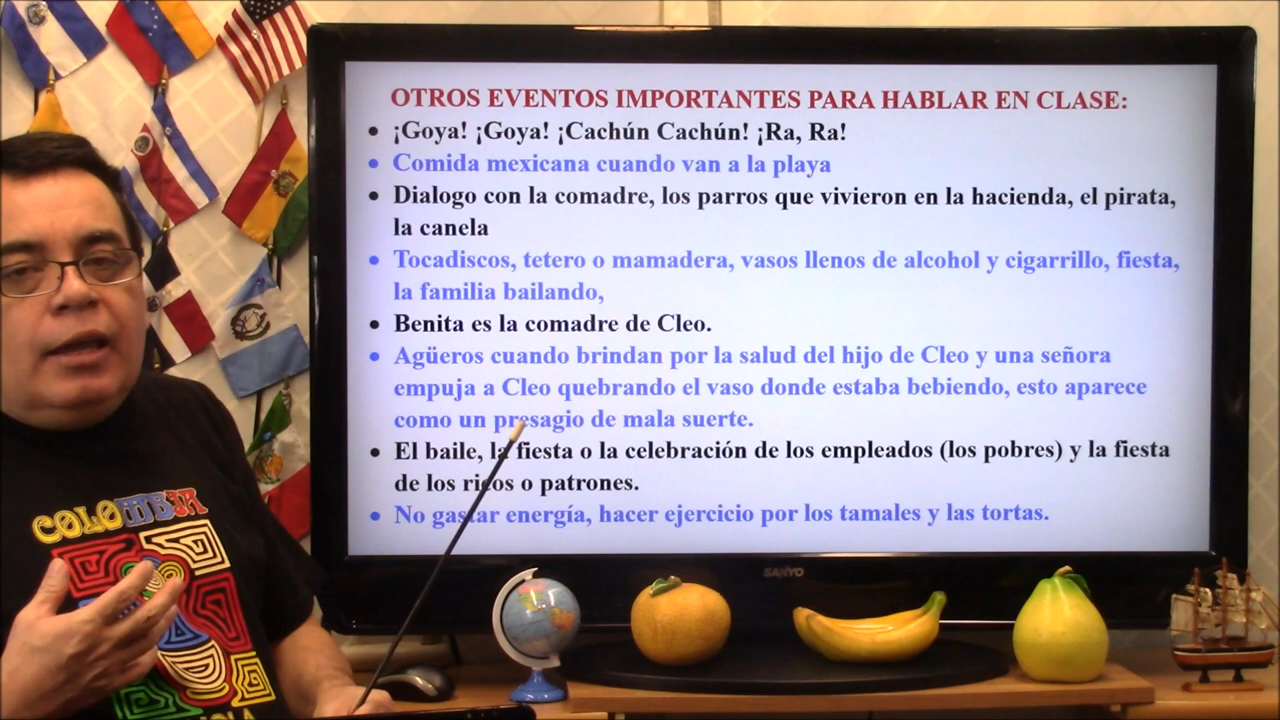 OTROS EVENTOS IMPORTANTES PARA HABLAR EN CLASE:
• ¡Goya! ¡Goya! ¡Cachún Cachún! ¡Ra, Ra!
• Comida mexicana cuando van a la playa
• Dialogo con la comadre, los parros que vivieron en la hacienda, el pirata,
la canela
• Tocadiscos, tetero o mamadera, vasos llenos de alcohol y cigarrillo, fiesta,
la familia bailando,
• Benita es la comadre de Cleo.
• Agüeros cuando brindan por la salud del hijo de Cleo y una señora
empuja a Cleo quebrando el vaso donde estaba bebiendo, esto aparece
como un presagio de mala suerte.
• El baile, la fiesta o la celebración de los empleados (los pobres) y la fiesta
de los ricos o patrones.
• No gastar energía, hacer ejercicio por los tamales y las tortas.
SANYO
COLOMBIA